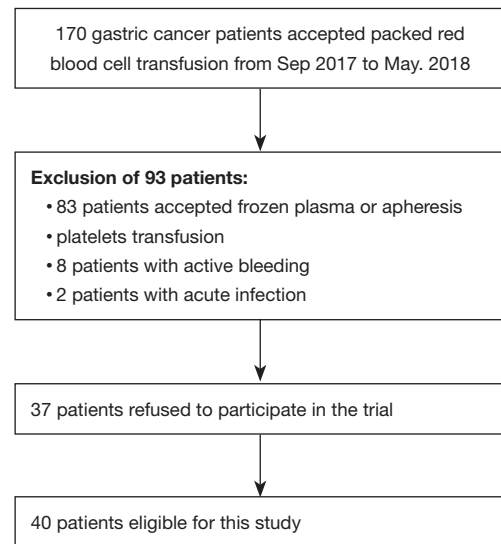 170 gastric cancer patients accepted packed red
blood cell transfusion from Sep 2017 to May. 2018
Exclusion of 93 patients:
• 83 patients accepted frozen plasma or apheresis
• platelets transfusion
• 8 patients with active bleeding
• 2 patients with acute infection
37 patients refused to participate in the trial
40 patients eligible for this study